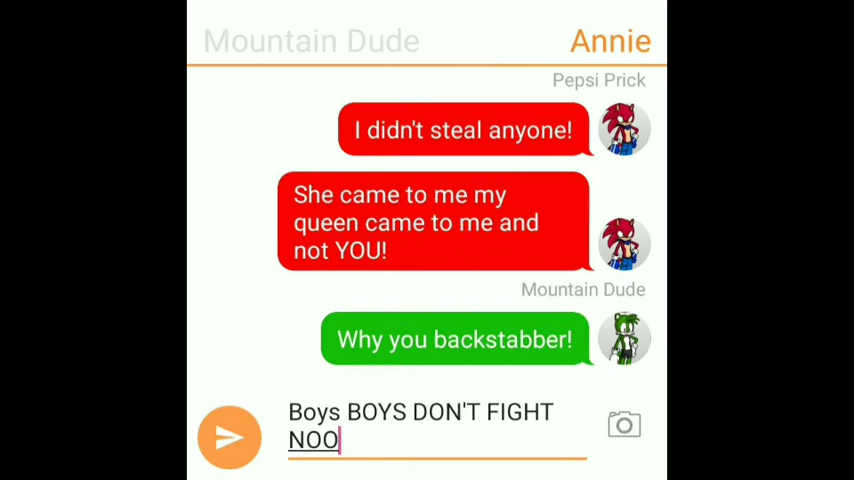 Mountain Dude Annie
Pepsi Prick
I didn't steal anyone!
She came to me my
queen came to me and
not YOU!
Mountain Dude
Why you backstabber!
Boys BOYS DON'T FIGHT
NOO